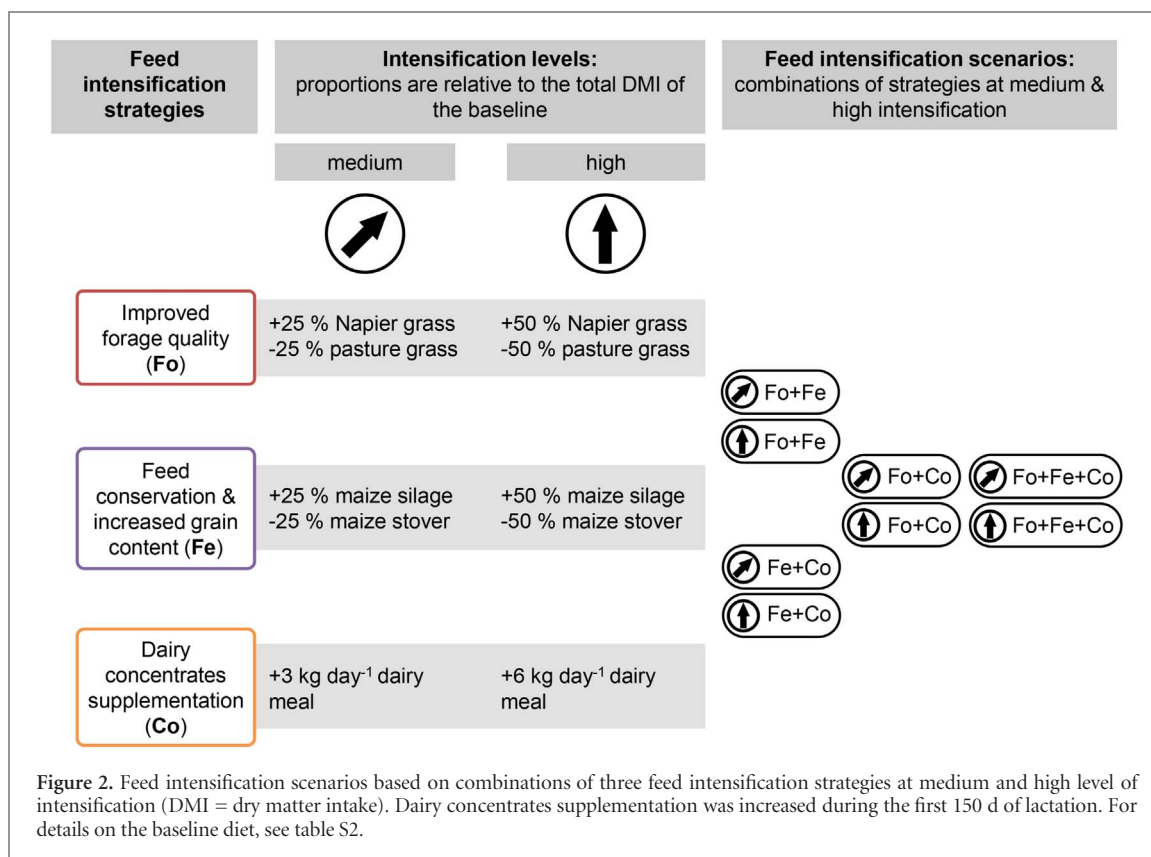 Feed
intensification
strategies
Intensification levels:
proportions are relative to the total DMI of
the baseline
Feed intensification scenarios:
combinations of strategies at medium &
high intensification
medium
high
Improved
forage quality
(Fo)
+25 % Napier grass
-25 % pasture grass
+50 % Napier grass
-50 % pasture grass
Fo+Fe
Fo+Fe
Feed
conservation &
increased grain
content (Fe)
+25 % maize silage
-25 % maize stover
+50 % maize silage
-50 % maize stover
Fo+Co
Fo+Fe+Co
Fo+Co
Fo+Fe+Co
Fe+Co
Fe+Co
Dairy
concentrates
supplementation
(Co)
+3 kg day-1 dairy
meal
+6 kg day-1 dairy
meal
Figure 2. Feed intensification scenarios based on combinations of three feed intensification strategies at medium and high level of
intensification (DMI = dry matter intake). Dairy concentrates supplementation was increased during the first 150 d of lactation. For
details on the baseline diet, see table S2.